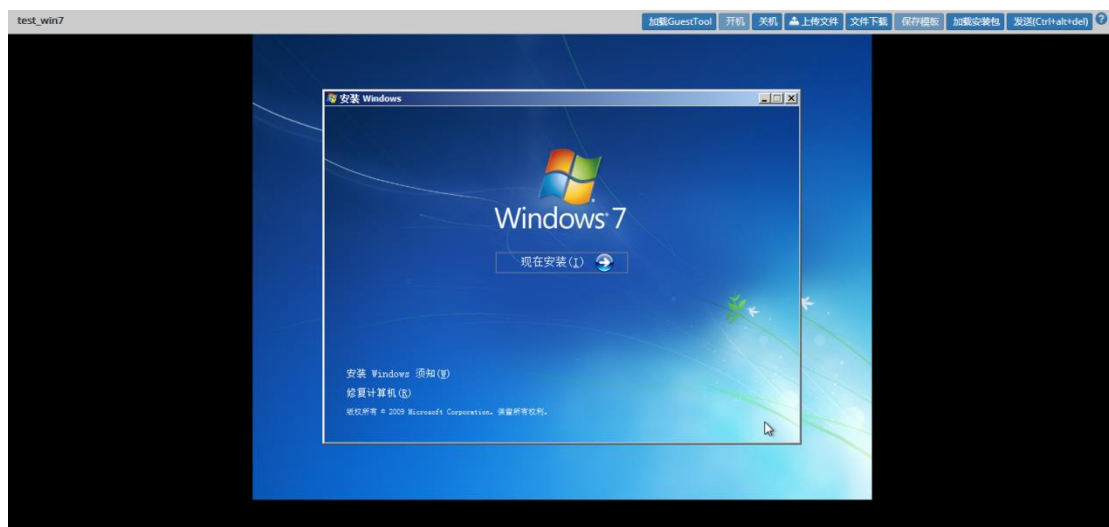 test_win7
加载GuestTool 开机 关机 上传文件 文件下载 保存模板 加载安装包 发送(Ctrl+alt+del) ?
安装 Windows
Windows 7
现在安装(I)
安装 Windows 须知(W)
修复计算机(R)
版权所有 © 2009 Microsoft Corporation。保留所有权利。